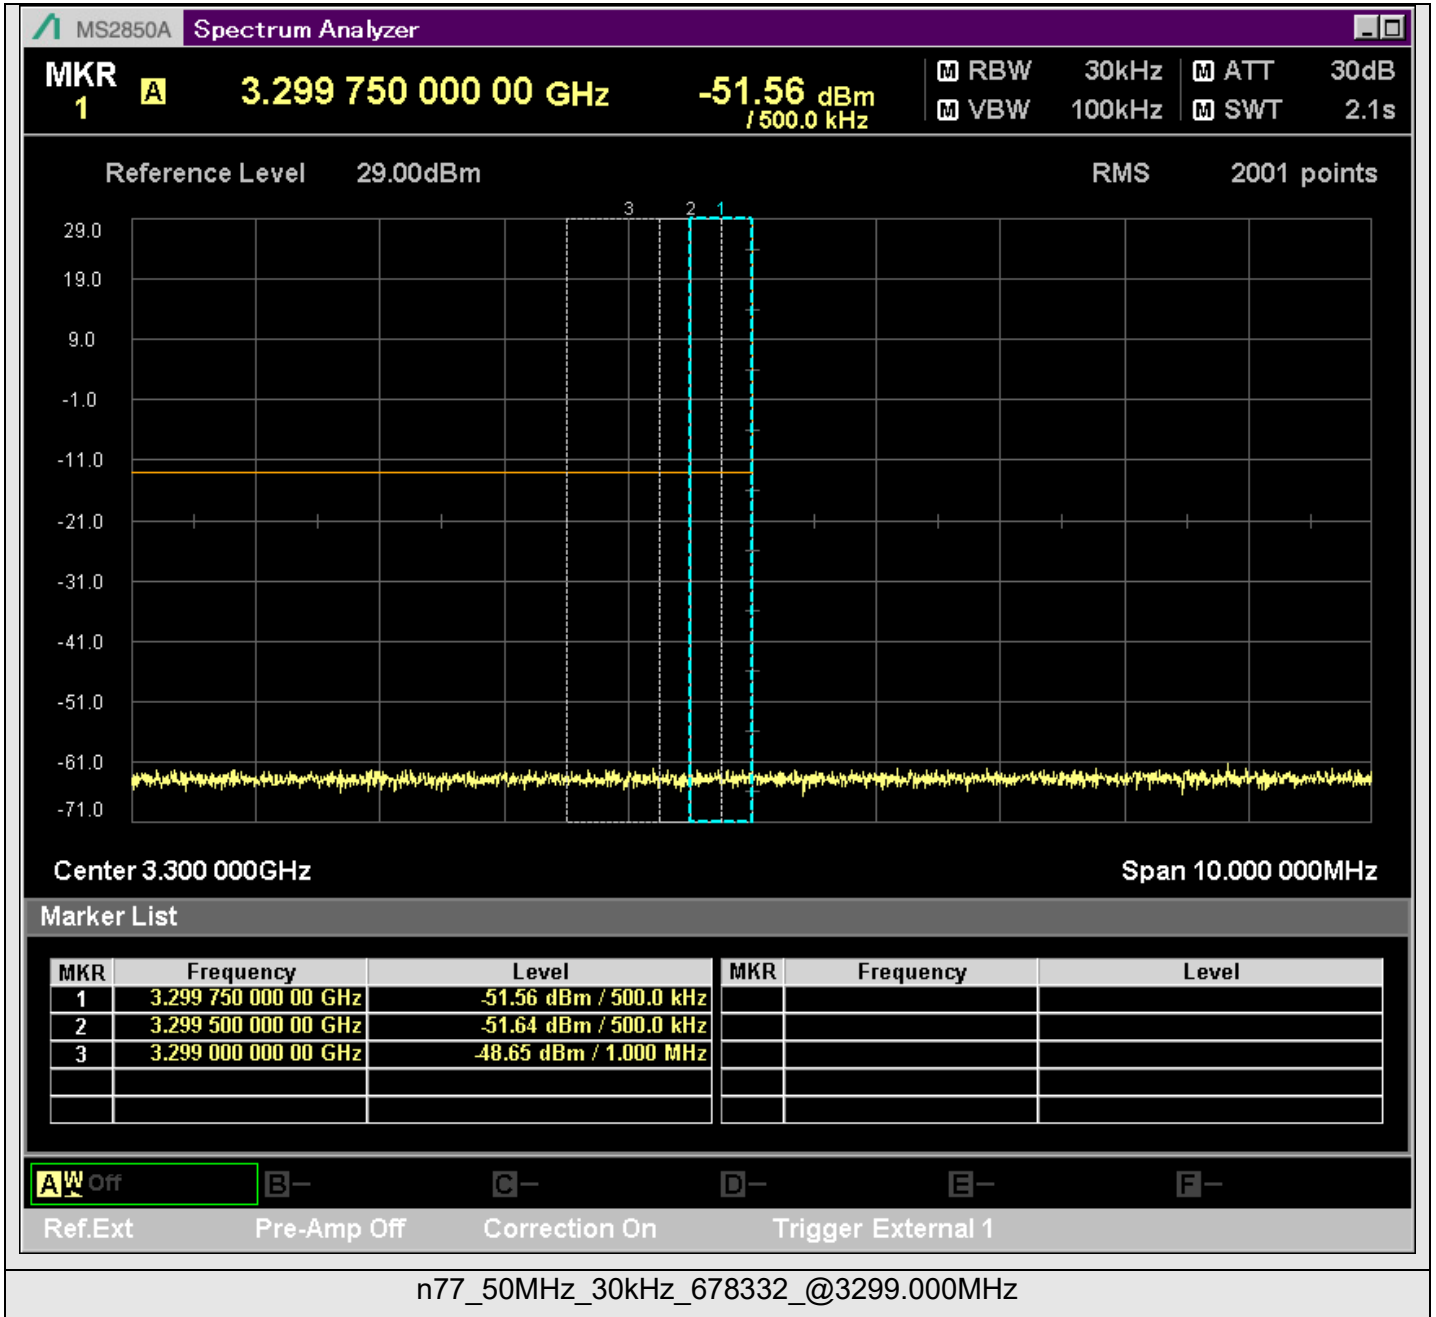 MS2850A Spectrum Analyzer
MKR 1 A 3.299 750 000 00 GHz -51.56 dBm / 500.0 kHz
M RBW 30kHz M ATT 30dB
M VBW 100kHz M SWT 2.1s
Reference Level 29.00dBm RMS 2001 points
3 2 1
29.0
19.0
9.0
-1.0
-11.0
-21.0
-31.0
-41.0
-51.0
-61.0
-71.0
Center 3.300 000GHz Span 10.000 000MHz
Marker List
MKR Frequency Level MKR Frequency Level
1 3.299 750 000 00 GHz -51.56 dBm / 500.0 kHz
2 3.299 500 000 00 GHz -51.64 dBm / 500.0 kHz
3 3.299 000 000 00 GHz -48.65 dBm / 1.000 MHz
A W Off B – C – D – E – F –
Ref.Ext Pre-Amp Off Correction On Trigger External 1
n77_50MHz_30kHz_678332_@3299.000MHz